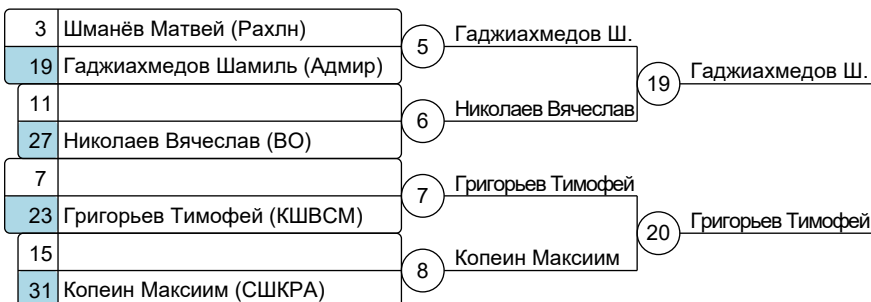 3 Шманёв Матвей (Рахлн)
19 Гаджиахмедов Шамиль (Адмир)
5 Гаджиахмедов Ш.
11
27 Николаев Вячеслав (ВО)
6 Николаев Вячеслав
19 Гаджиахмедов Ш.
7
23 Григорьев Тимофей (КШВСМ)
7 Григорьев Тимофей
15
31 Копеин Максиим (СШКРА)
8 Копеин Максиим
20 Григорьев Тимофей